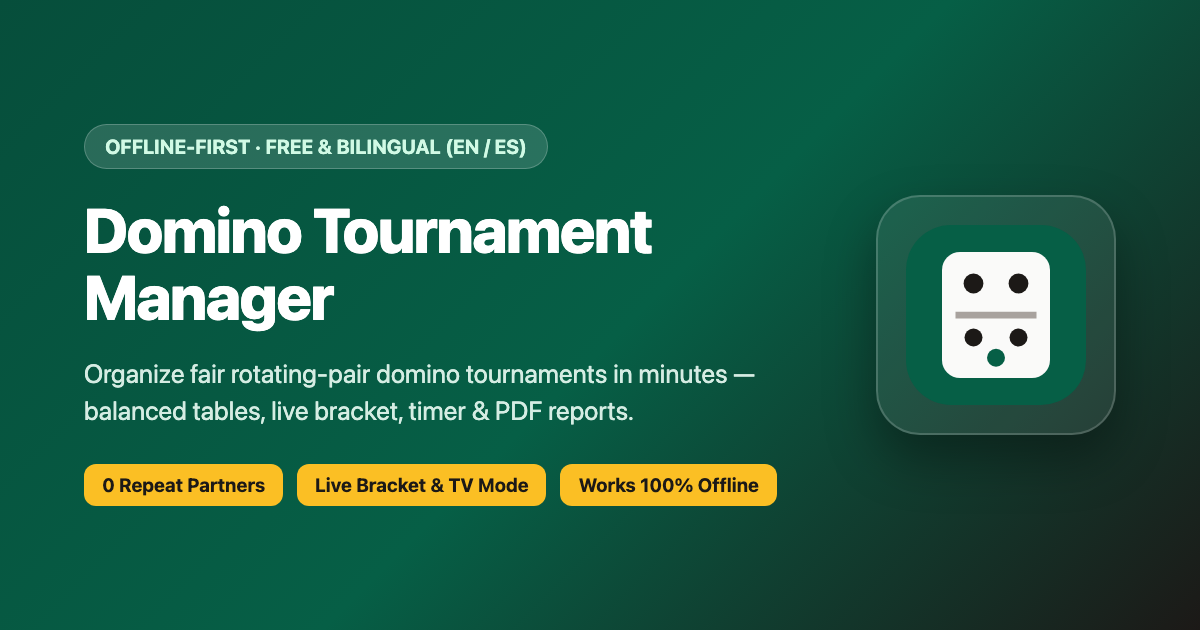 OFFLINE-FIRST · FREE & BILINGUAL (EN / ES)
Domino Tournament
Manager
Organize fair rotating-pair domino tournaments in minutes —
balanced tables, live bracket, timer & PDF reports.
0 Repeat Partners
Live Bracket & TV Mode
Works 100% Offline